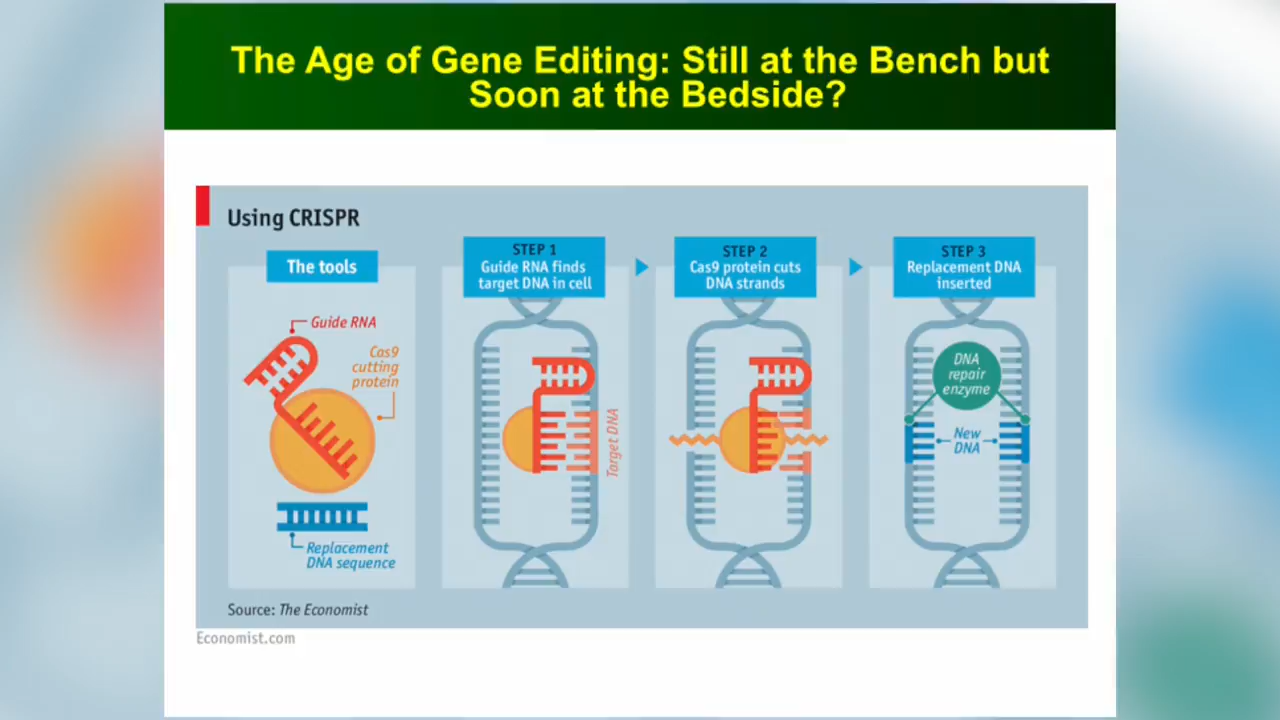 The Age of Gene Editing: Still at the Bench but
Soon at the Bedside?
Using CRISPR
The tools
Guide RNA
Cas9
cutting
protein
Replacement
DNA sequence
STEP 1
Guide RNA finds
target DNA in cell
Target DNA
STEP 2
Cas9 protein cuts
DNA strands
STEP 3
Replacement DNA
inserted
DNA
repair
enzyme
New
DNA
Source: The Economist
Economist.com